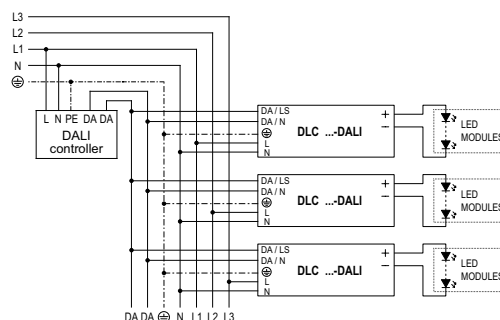 L3
L2
L1
N
L N PE DA DA
DALI
controller
DA / LS
DA / N
L
N
DLC ...-DALI
+
−
LED
MODULES
DA / LS
DA / N
L
N
DLC ...-DALI
+
−
LED
MODULES
DA / LS
DA / N
L
N
DLC ...-DALI
+
−
LED
MODULES
DA DA N L1 L2 L3